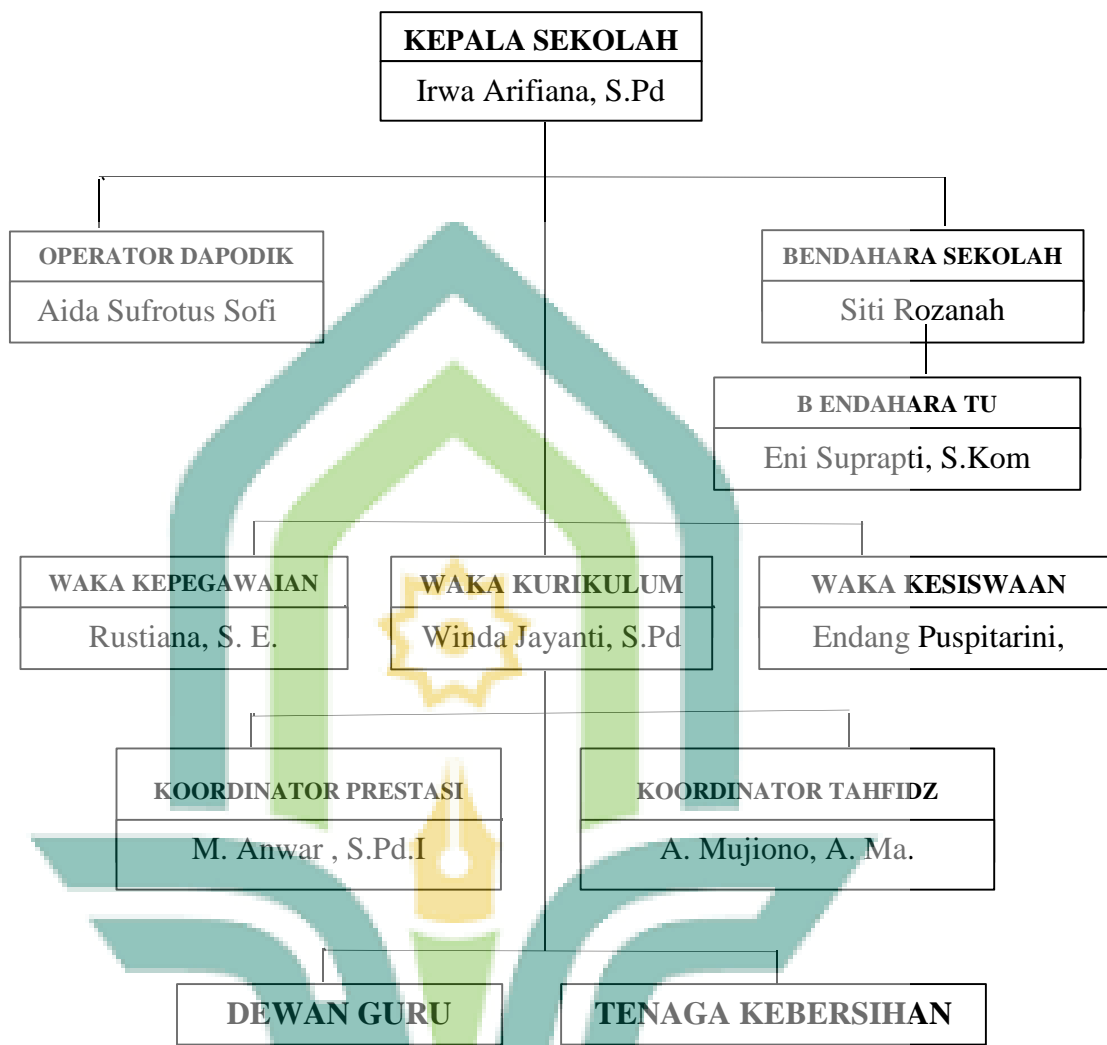 KEPALA SEKOLAH
Irwa Arifiana, S.Pd
OPERATOR DAPODIK
Aida Sufrotus Sofi
BENDAHARA SEKOLAH
Siti Rozanah
B ENDAHARA TU
Eni Suprapti, S.Kom
WAKA KEPEGAWAIAN
Rustiana, S. E.
WAKA KURIKULUM
Winda Jayanti, S.Pd
WAKA KESISWAAN
Endang Puspitarini,
KOORDINATOR PRESTASI
M. Anwar , S.Pd.I
KOORDINATOR TAHFIDZ
A. Mujiono, A. Ma.
DEWAN GURU
TENAGA KEBERSIHAN